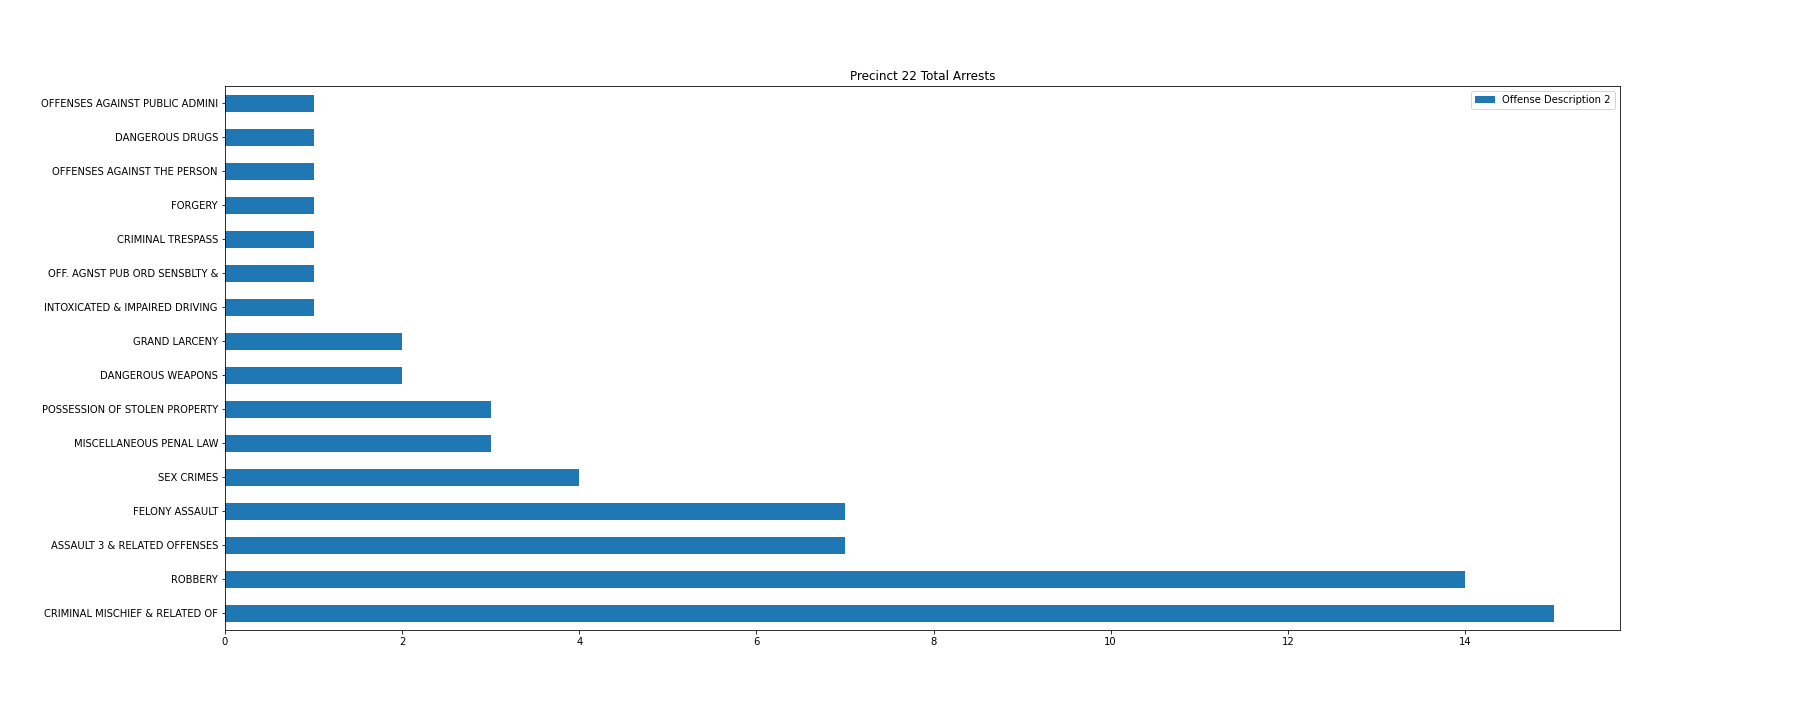 Precinct 22 Total Arrests
Offense Description 2
OFFENSES AGAINST PUBLIC ADMINI
DANGEROUS DRUGS
OFFENSES AGAINST THE PERSON
FORGERY
CRIMINAL TRESPASS
OFF. AGNST PUB ORD SENSBLTY &
INTOXICATED & IMPAIRED DRIVING
GRAND LARCENY
DANGEROUS WEAPONS
POSSESSION OF STOLEN PROPERTY
MISCELLANEOUS PENAL LAW
SEX CRIMES
FELONY ASSAULT
ASSAULT 3 & RELATED OFFENSES
ROBBERY
CRIMINAL MISCHIEF & RELATED OF
0 2 4 6 8 10 12 14